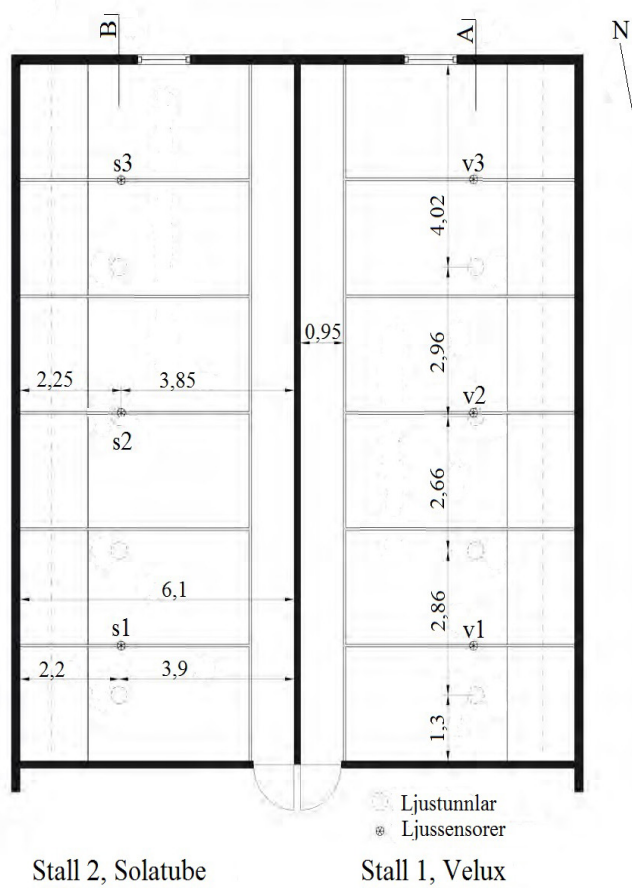 B
A
N
s3
v3
4,02
0,95
2,96
2,25
3,85
s2
v2
2,66
6,1
2,86
s1
v1
2,2
3,9
1,3
Ljustunnlar
Ljussensorer
Stall 2, Solatube
Stall 1, Velux